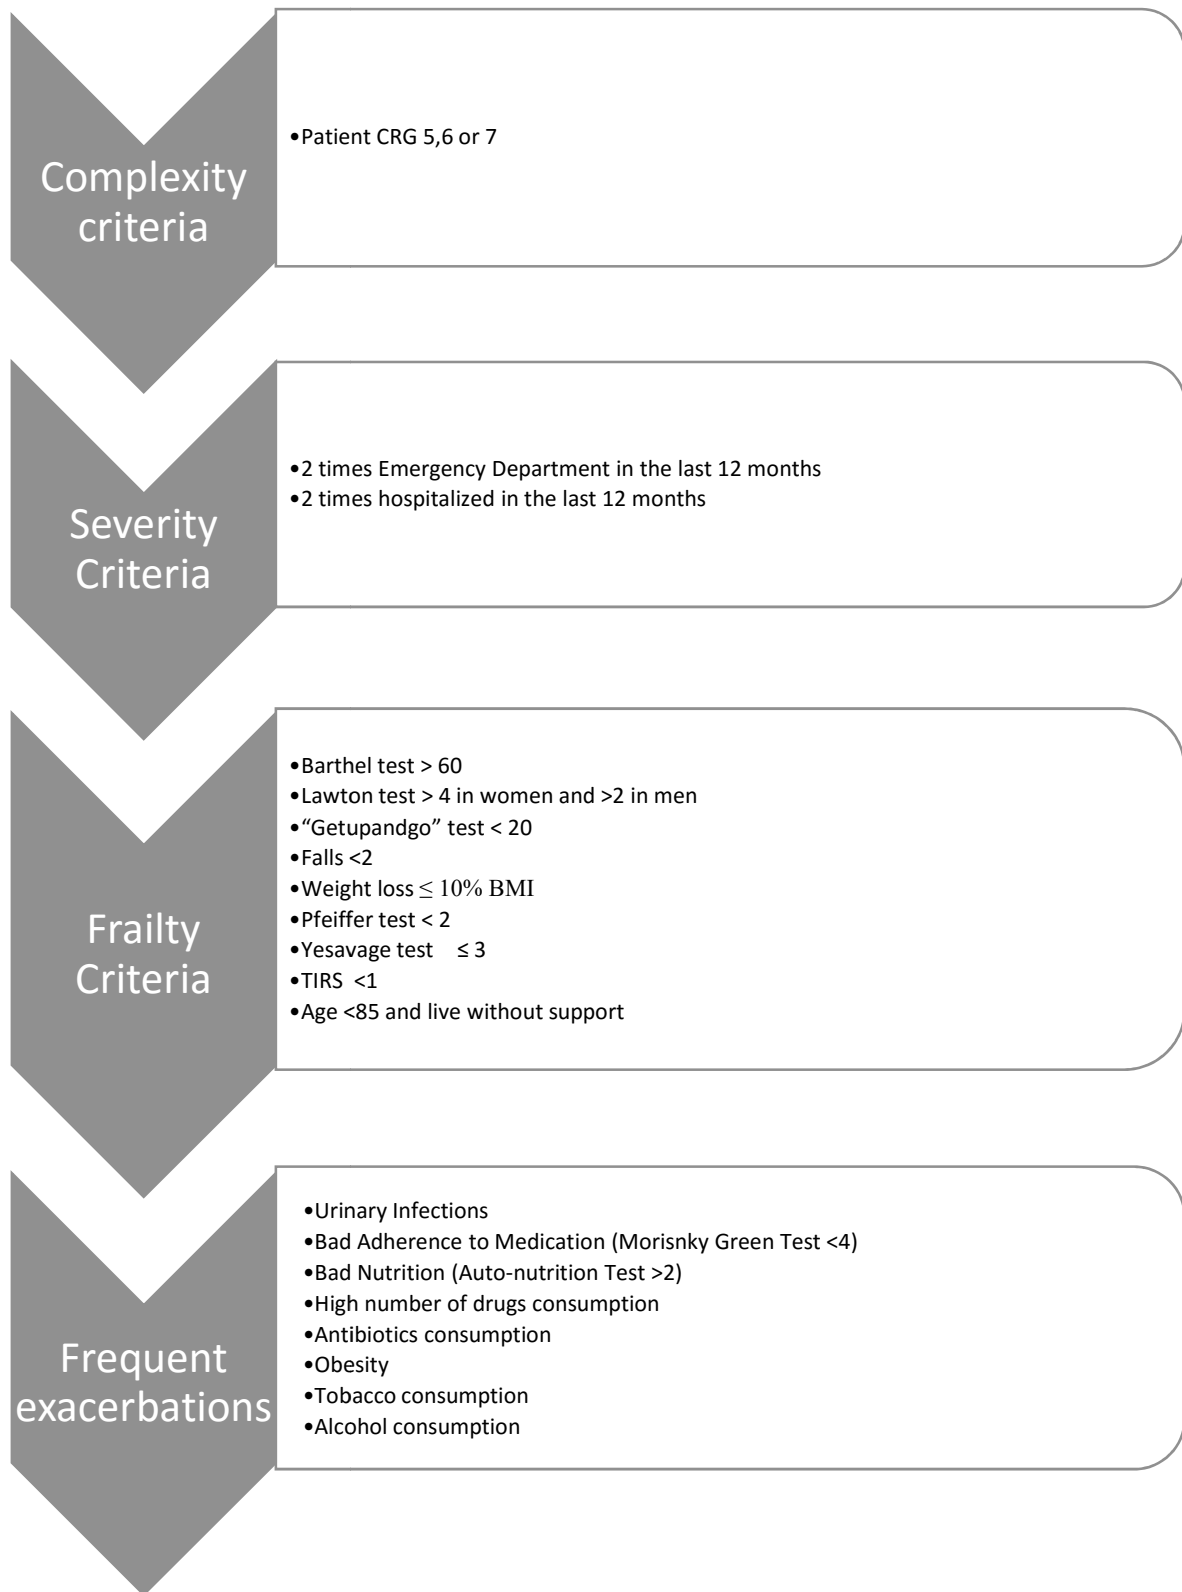 Complexity
criteria
•Patient CRG 5,6 or 7
Severity
Criteria
•2 times Emergency Department in the last 12 months
•2 times hospitalized in the last 12 months
Frailty
Criteria
•Barthel test > 60
•Lawton test > 4 in women and >2 in men
•“Getupandgo” test < 20
•Falls <2
•Weight loss ≤ 10% BMI
•Pfeiffer test < 2
•Yesavage test ≤ 3
•TIRS <1
•Age <85 and live without support
Frequent
exacerbations
•Urinary Infections
•Bad Adherence to Medication (Morisnky Green Test <4)
•Bad Nutrition (Auto-nutrition Test >2)
•High number of drugs consumption
•Antibiotics consumption
•Obesity
•Tobacco consumption
•Alcohol consumption